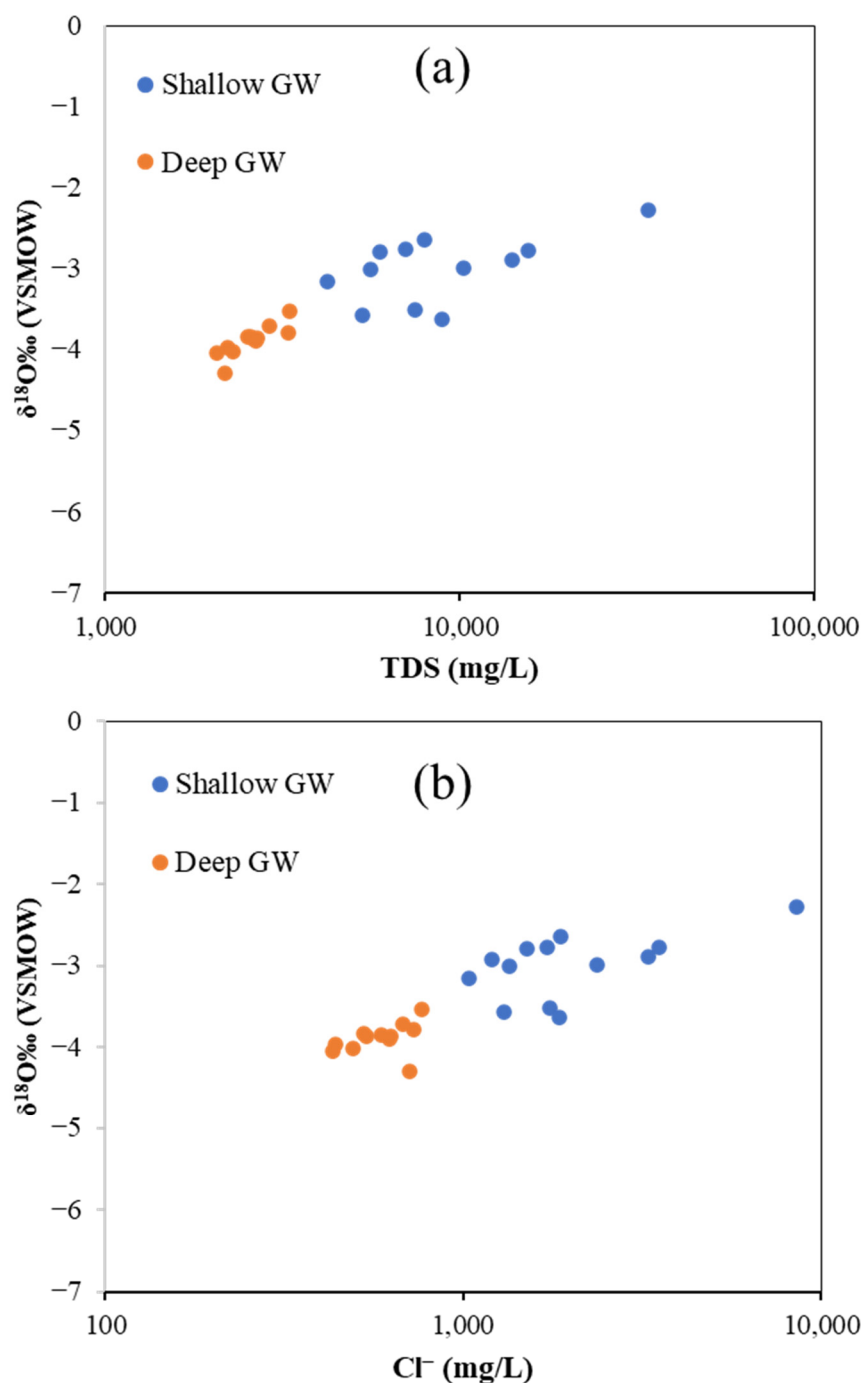 (a)
Shallow GW
Deep GW
0
−1
−2
−3
−4
−5
−6
−7
δ¹⁸O‰ (VSMOW)
1,000
10,000
100,000
TDS (mg/L)
(b)
Shallow GW
Deep GW
0
−1
−2
−3
−4
−5
−6
−7
δ¹⁸O‰ (VSMOW)
100
1,000
10,000
Cl⁻ (mg/L)